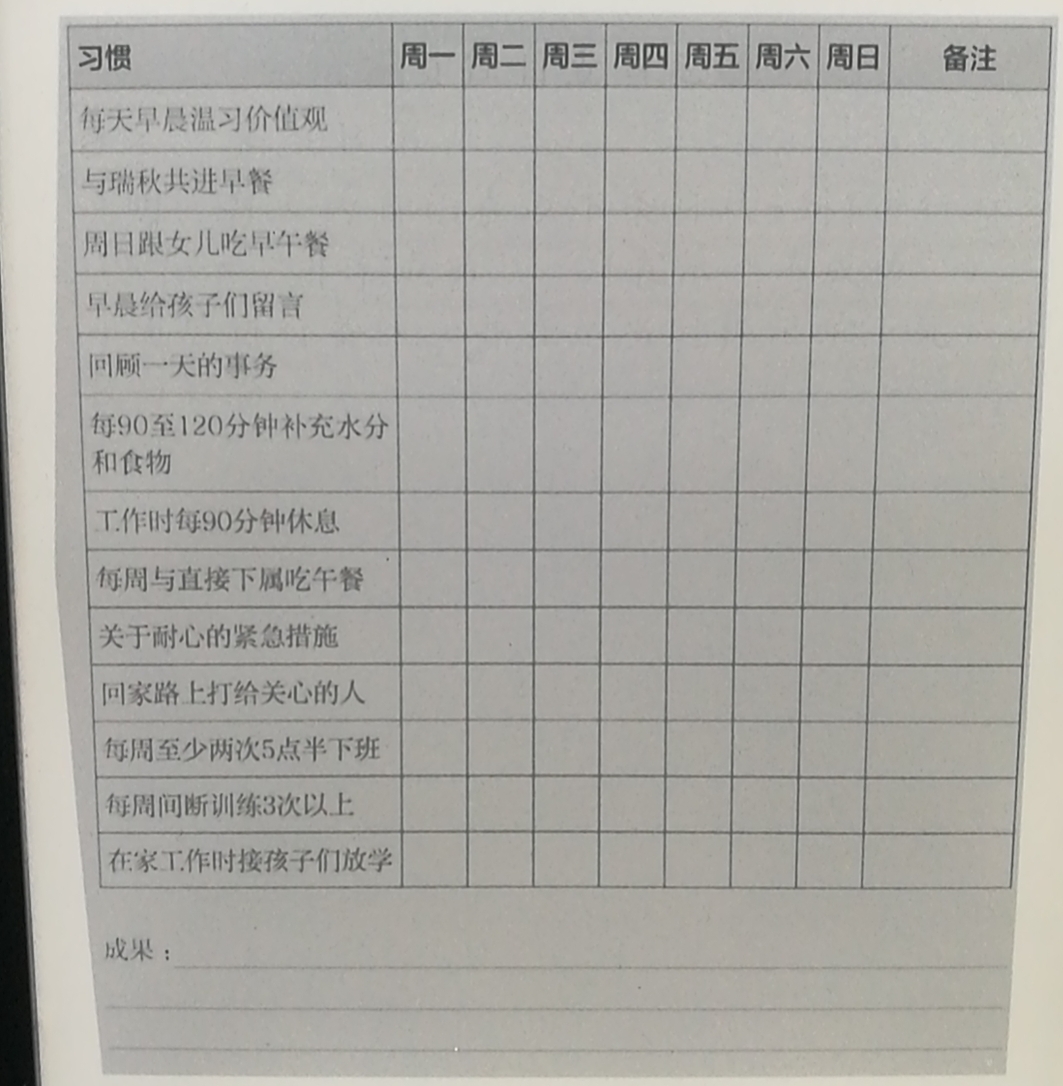 习惯 周一 周二 周三 周四 周五 周六 周日 备注
每天早晨温习价值观
与瑞秋共进早餐
周日跟女儿吃早午餐
早晨给孩子们留言
回顾一天的事务
每90至120分钟补充水分
和食物
工作时每90分钟休息
每周与直接下属吃午餐
关于耐心的紧急措施
回家路上打给关心的人
每周至少两次5点半下班
每周间断训练3次以上
在家工作时接孩子们放学
成果：